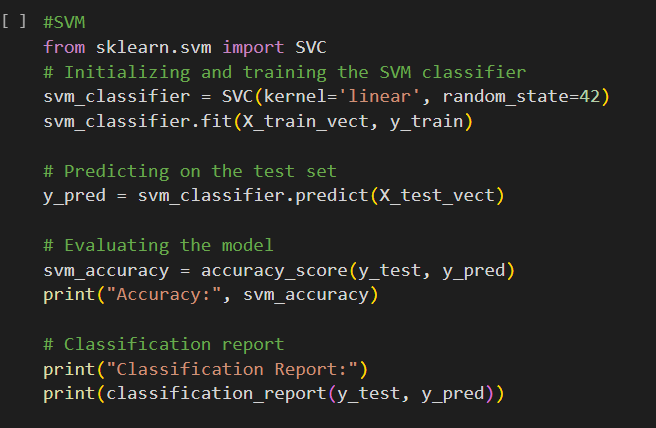 [ ] #SVM
from sklearn.svm import SVC
# Initializing and training the SVM classifier
svm_classifier = SVC(kernel='linear', random_state=42)
svm_classifier.fit(X_train_vect, y_train)

# Predicting on the test set
y_pred = svm_classifier.predict(X_test_vect)

# Evaluating the model
svm_accuracy = accuracy_score(y_test, y_pred)
print("Accuracy:", svm_accuracy)

# Classification report
print("Classification Report:")
print(classification_report(y_test, y_pred))